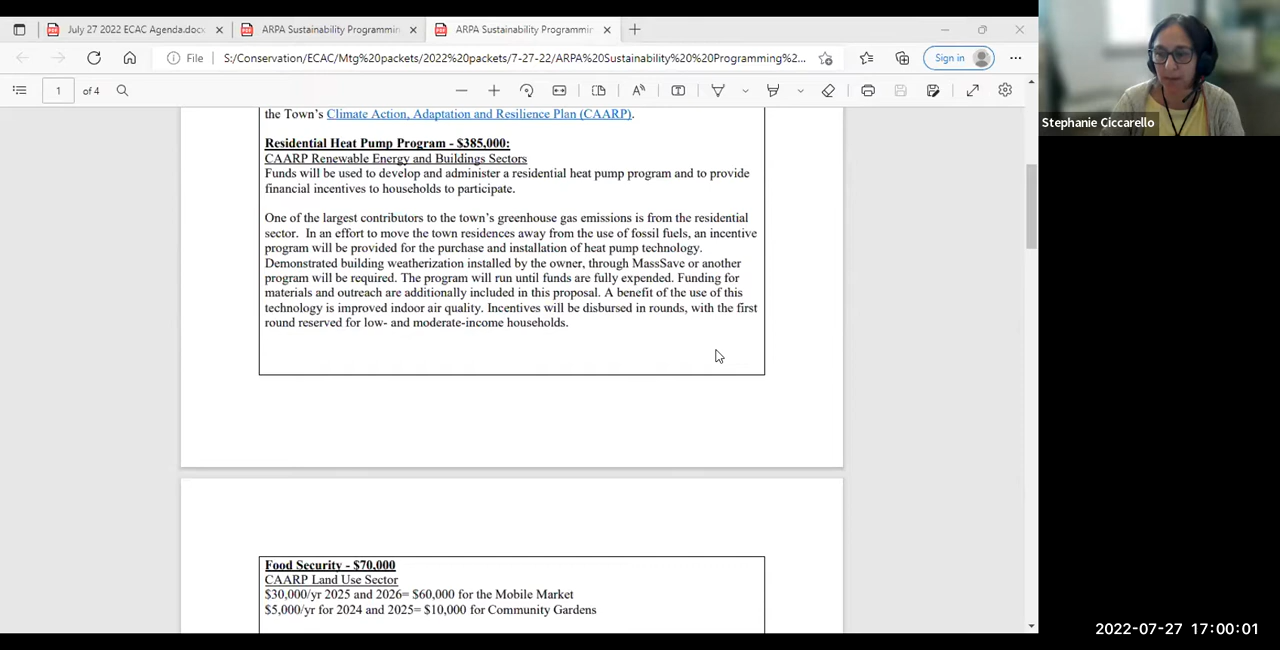 July 27 2022 ECAC Agenda.docx
ARPA Sustainability Programmin
ARPA Sustainability Programmin
File
S:/Conservation/ECAC/Mtg%20packets/2022%20packets/7-27-22/ARPA%20Sustainability%20%20Programming%2...
Sign in
1 of 4
Stephanie Ciccarello
the Town's Climate Action, Adaptation and Resilience Plan (CAARP).
Residential Heat Pump Program - $385,000:
CAARP Renewable Energy and Buildings Sectors
Funds will be used to develop and administer a residential heat pump program and to provide
financial incentives to households to participate.
One of the largest contributors to the town's greenhouse gas emissions is from the residential
sector. In an effort to move the town residences away from the use of fossil fuels, an incentive
program will be provided for the purchase and installation of heat pump technology.
Demonstrated building weatherization installed by the owner, through MassSave or another
program will be required. The program will run until funds are fully expended. Funding for
materials and outreach are additionally included in this proposal. A benefit of the use of this
technology is improved indoor air quality. Incentives will be disbursed in rounds, with the first
round reserved for low- and moderate-income households.
Food Security - $70,000
CAARP Land Use Sector
$30,000/yr 2025 and 2026= $60,000 for the Mobile Market
$5,000/yr for 2024 and 2025= $10,000 for Community Gardens
2022-07-27 17:00:01